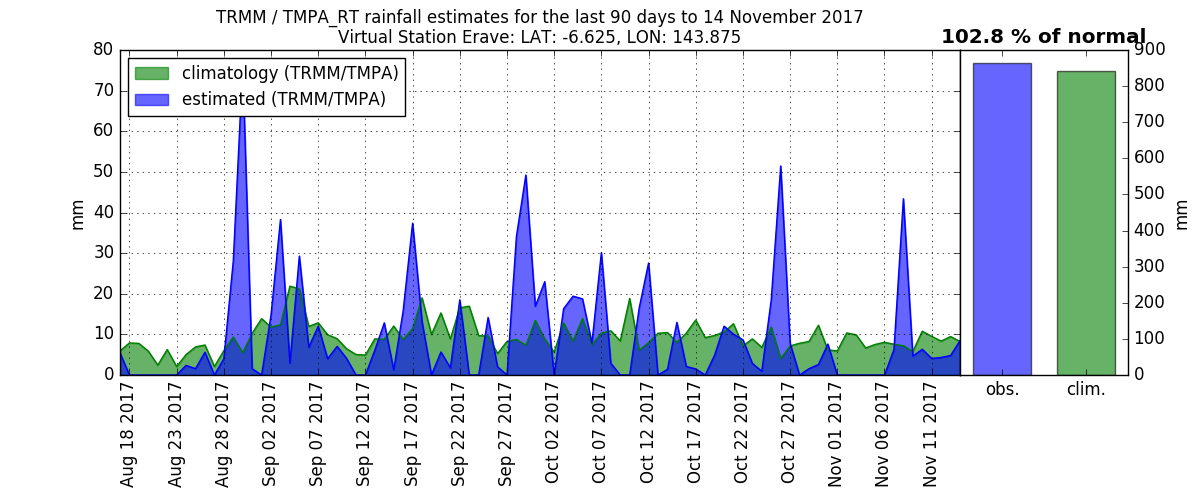 TRMM / TMPA_RT rainfall estimates for the last 90 days to 14 November 2017
Virtual Station Erave: LAT: -6.625, LON: 143.875
102.8 % of normal
climatology (TRMM/TMPA)
estimated (TRMM/TMPA)
80
70
60
50
40
30
20
10
0
mm
900
800
700
600
500
400
300
200
100
0
mm
Aug 18 2017
Aug 23 2017
Aug 28 2017
Sep 02 2017
Sep 07 2017
Sep 12 2017
Sep 17 2017
Sep 22 2017
Sep 27 2017
Oct 02 2017
Oct 07 2017
Oct 12 2017
Oct 17 2017
Oct 22 2017
Oct 27 2017
Nov 01 2017
Nov 06 2017
Nov 11 2017
obs.
clim.